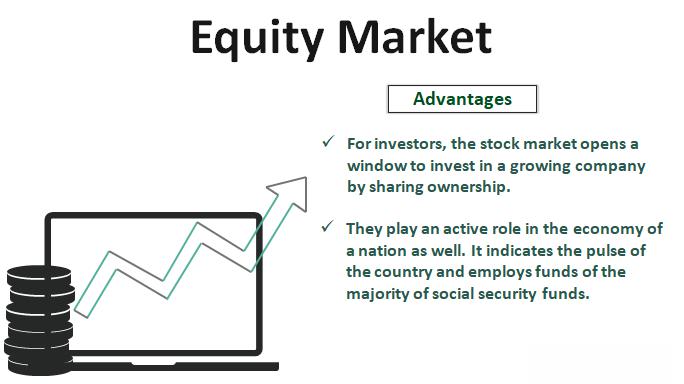 Equity Market
Advantages
✓ For investors, the stock market opens a
window to invest in a growing company
by sharing ownership.
✓ They play an active role in the economy of
a nation as well. It indicates the pulse of
the country and employs funds of the
majority of social security funds.